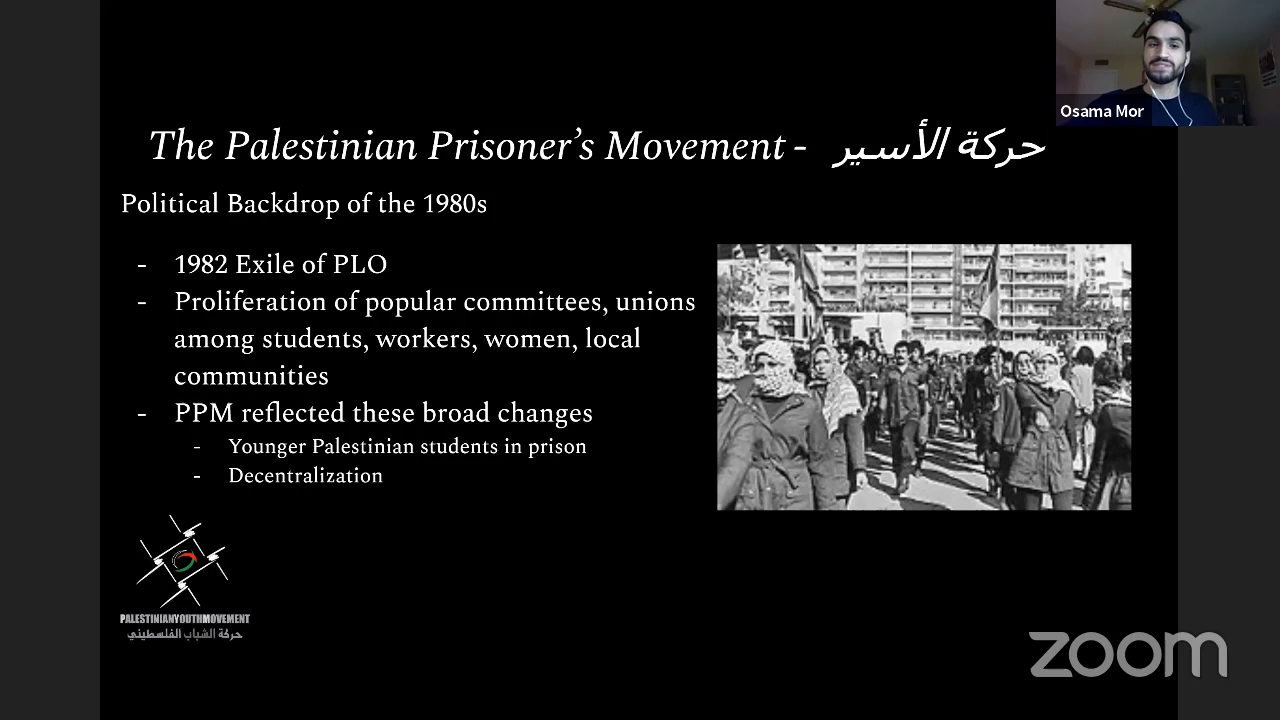 Osama Mor
The Palestinian Prisoner’s Movement - حركة الأسير
Political Backdrop of the 1980s
- 1982 Exile of PLO
- Proliferation of popular committees, unions
among students, workers, women, local
communities
- PPM reflected these broad changes
- Younger Palestinian students in prison
- Decentralization
PALESTINIANYOUTHMOVEMENT
حركة الشباب الفلسطيني
zoom